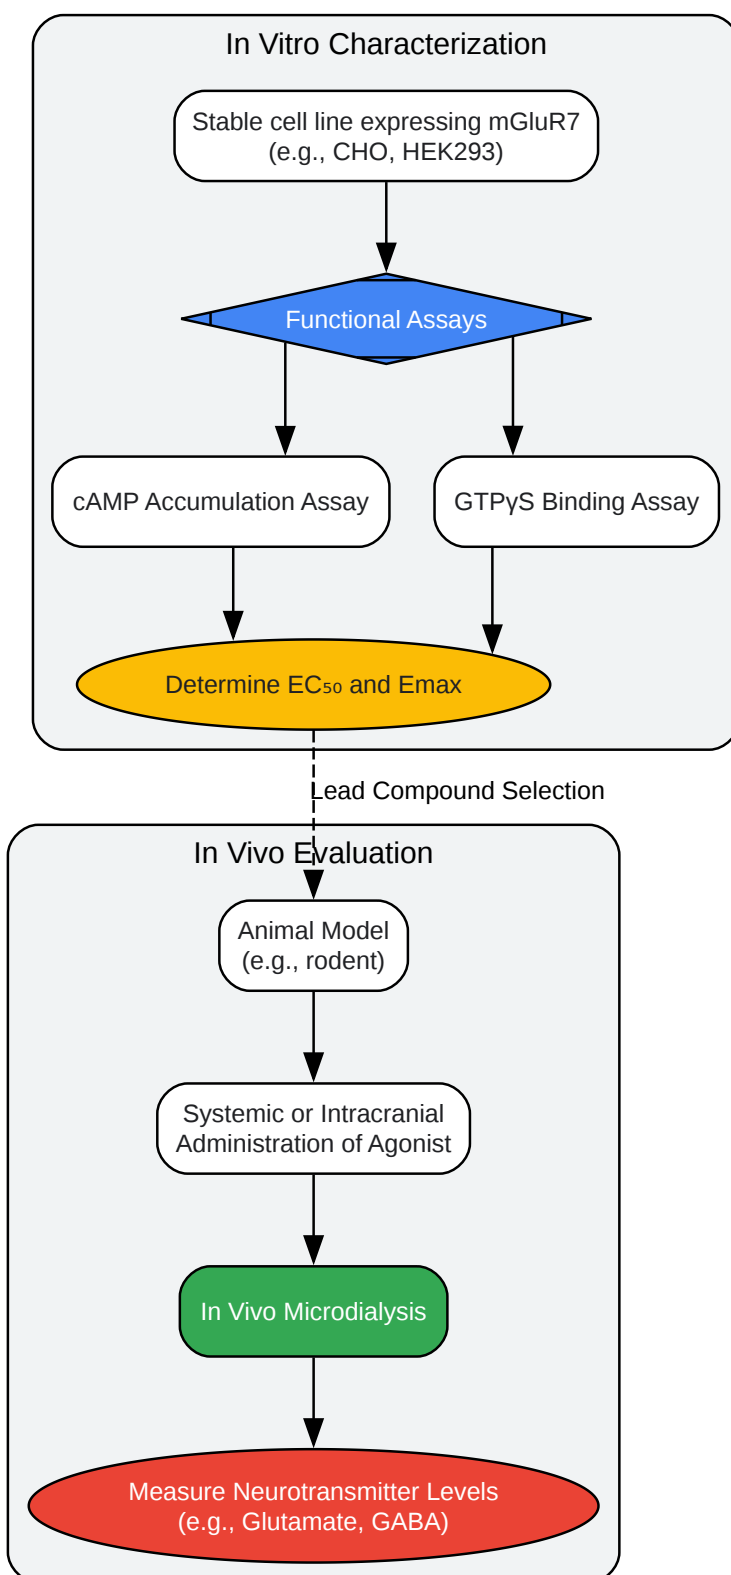 In Vitro Characterization
Stable cell line expressing mGluR7
(e.g., CHO, HEK293)
Functional Assays
cAMP Accumulation Assay
GTPγS Binding Assay
Determine EC₅₀ and Emax
Lead Compound Selection
In Vivo Evaluation
Animal Model
(e.g., rodent)
Systemic or Intracranial
Administration of Agonist
In Vivo Microdialysis
Measure Neurotransmitter Levels
(e.g., Glutamate, GABA)